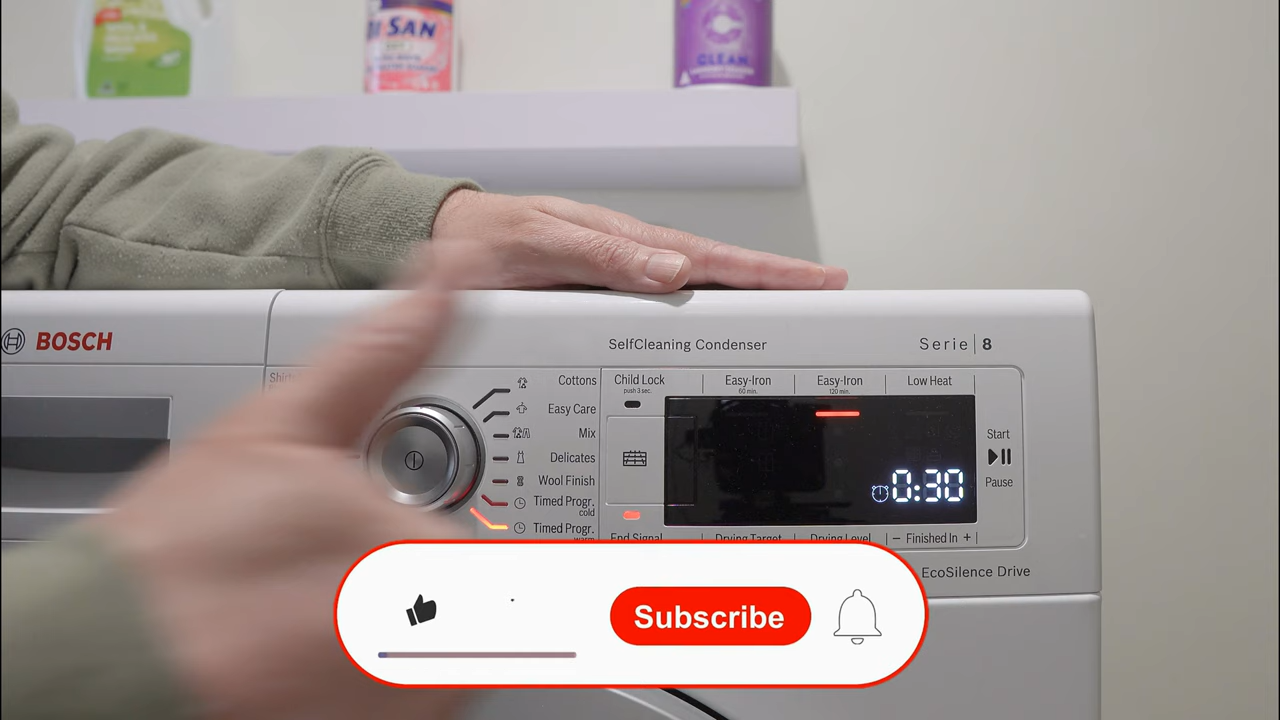 SAN
CLEAN
BOSCH
SelfCleaning Condenser
Serie 8
Cottons
Easy Care
Mix
Delicates
Wool Finish
Timed Progr.
cold
Timed Progr.
warm
Child Lock
push 3 sec.
Easy-Iron
60 min.
Easy-Iron
120 min.
Low Heat
0:30
Start
Pause
End Signal
Drying Target
Drying Level
− Finished In +
EcoSilence Drive
Subscribe